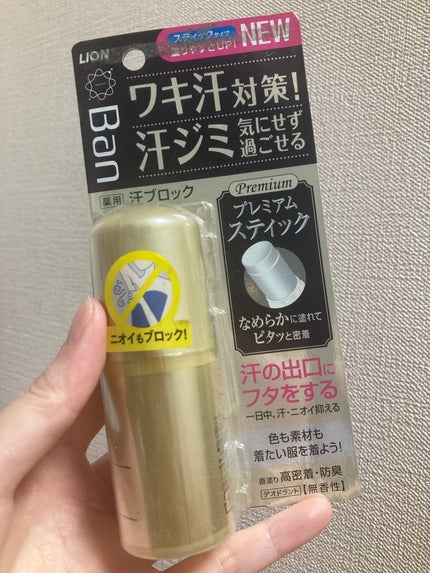 LION
スティックタイプ
塗りやすさUP!
NEW
Ban
ワキ汗対策!
汗ジミ気にせず過ごせる
薬用 汗ブロック
Premium
プレミアム
スティック
なめらかに塗れて
ピタッと密着
ニオイもブロック!
汗の出口に
フタをする
一日中、汗・ニオイ抑える
色も素材も
着たい服を着よう!
直塗り 高密着・防臭
デオドラント【無香性】